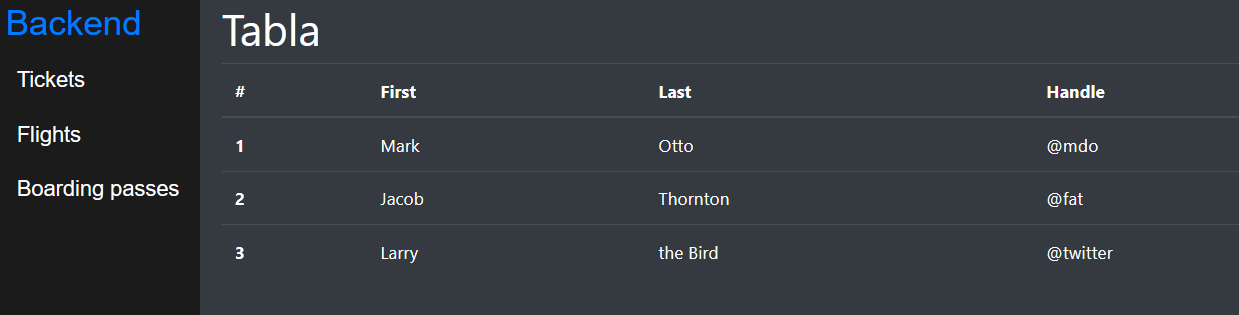 Backend
Tickets
Flights
Boarding passes
Tabla
# First Last Handle
1 Mark Otto @mdo
2 Jacob Thornton @fat
3 Larry the Bird @twitter